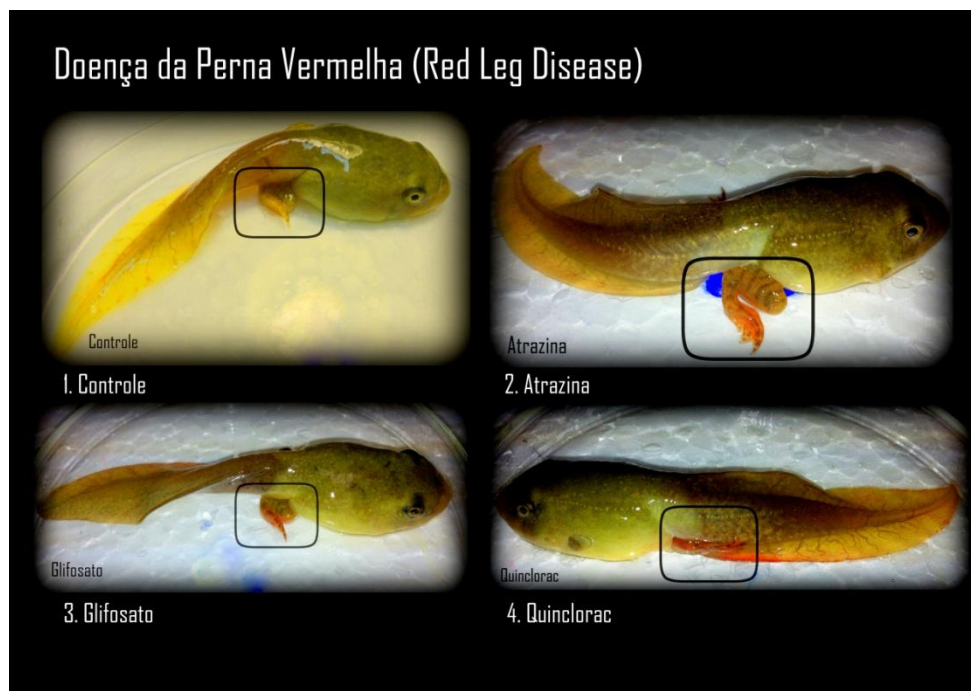 Doença da Perna Vermelha (Red Leg Disease)
Controle
Atrazina
1. Controle
2. Atrazina
Glifosato
Quinclorac
3. Glifosato
4. Quinclorac